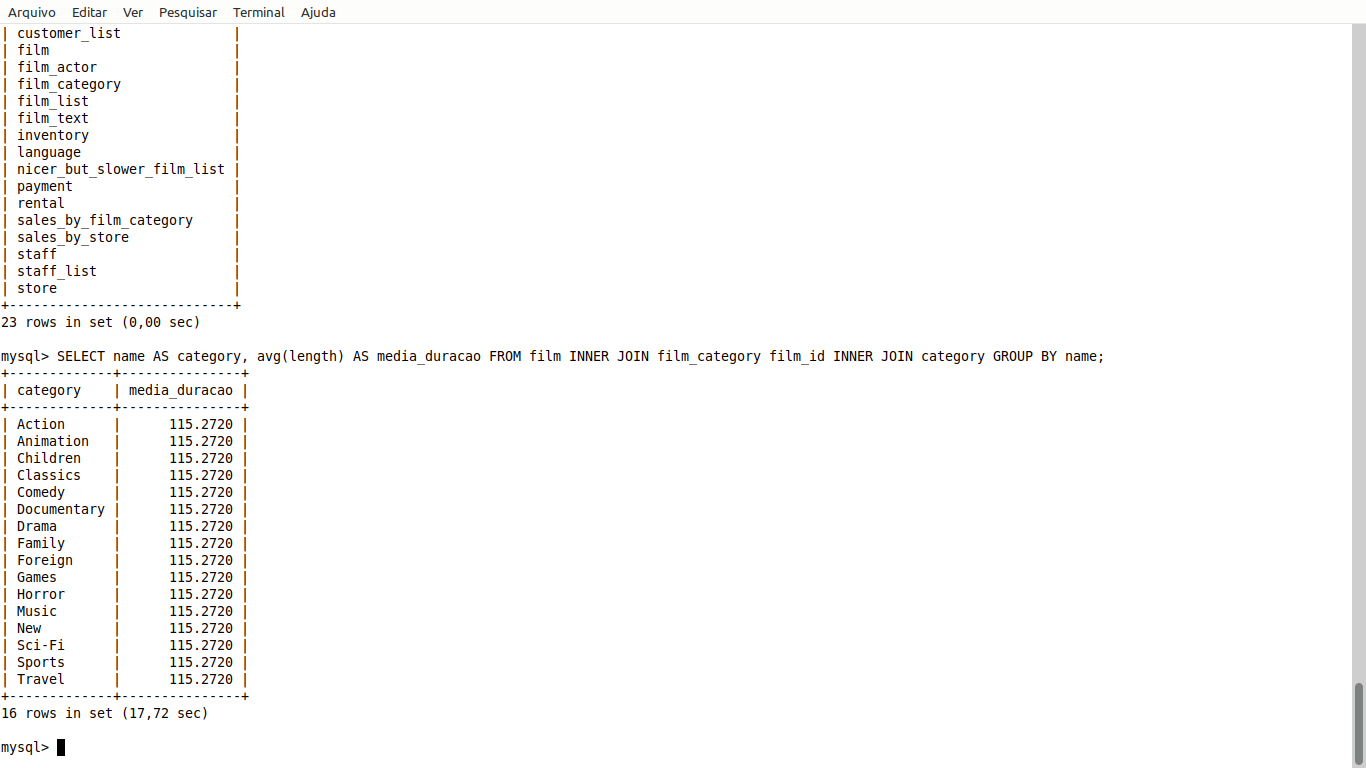 Arquivo Editar Ver Pesquisar Terminal Ajuda
| customer_list              |
| film                       |
| film_actor                 |
| film_category              |
| film_list                  |
| film_text                  |
| inventory                  |
| language                   |
| nicer_but_slower_film_list |
| payment                    |
| rental                     |
| sales_by_film_category     |
| sales_by_store             |
| staff                      |
| staff_list                 |
| store                      |
+----------------------------+
23 rows in set (0,00 sec)

mysql> SELECT name AS category, avg(length) AS media_duracao FROM film INNER JOIN film_category film_id INNER JOIN category GROUP BY name;
+-------------+---------------+
| category    | media_duracao |
+-------------+---------------+
| Action      |      115.2720 |
| Animation   |      115.2720 |
| Children    |      115.2720 |
| Classics    |      115.2720 |
| Comedy      |      115.2720 |
| Documentary |      115.2720 |
| Drama       |      115.2720 |
| Family      |      115.2720 |
| Foreign     |      115.2720 |
| Games       |      115.2720 |
| Horror      |      115.2720 |
| Music       |      115.2720 |
| New         |      115.2720 |
| Sci-Fi      |      115.2720 |
| Sports      |      115.2720 |
| Travel      |      115.2720 |
+-------------+---------------+
16 rows in set (17,72 sec)

mysql>